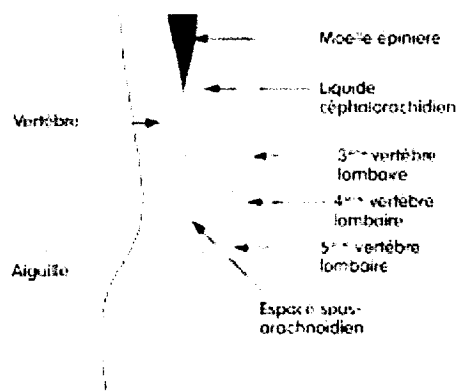 Moelle épinière
Liquide
céphalorachidien
Vertèbre
3ème vertèbre
lombaire
4ème vertèbre
lombaire
5ème vertèbre
lombaire
Aiguille
Espace sous-
arachnoïdien